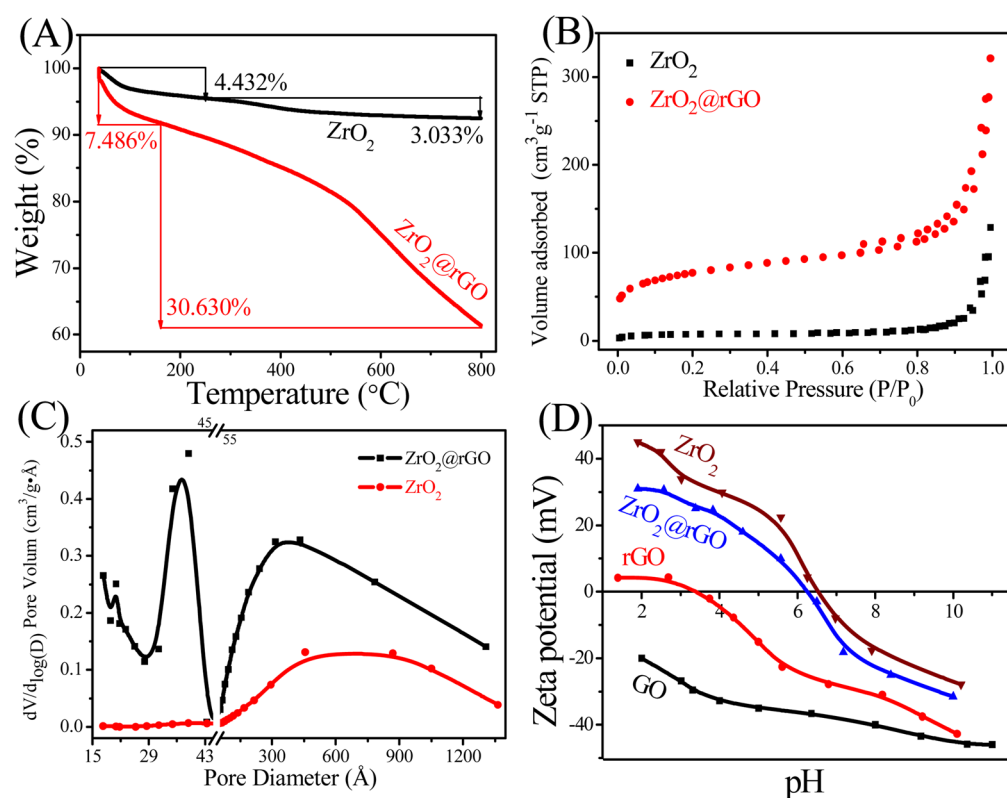 (A)
100
90
80
70
60
Weight (%)
4.432%
ZrO2
3.033%
7.486%
ZrO2@rGO
30.630%
200 400 600 800
Temperature (°C)
(B)
300
200
100
0
Volume adsorbed (cm3g-1 STP)
ZrO2
ZrO2@rGO
0.0 0.2 0.4 0.6 0.8 1.0
Relative Pressure (P/P0)
(C)
45
55
0.5
0.4
0.3
0.2
0.1
0.0
dV/dlog(D) Pore Volum (cm3/g•Å)
ZrO2@rGO
ZrO2
15 29 43 300 600 900 1200
Pore Diameter (Å)
(D)
40
20
0
-20
-40
Zeta potential (mV)
ZrO2
ZrO2@rGO
rGO
GO
2 4 6 8 10
pH